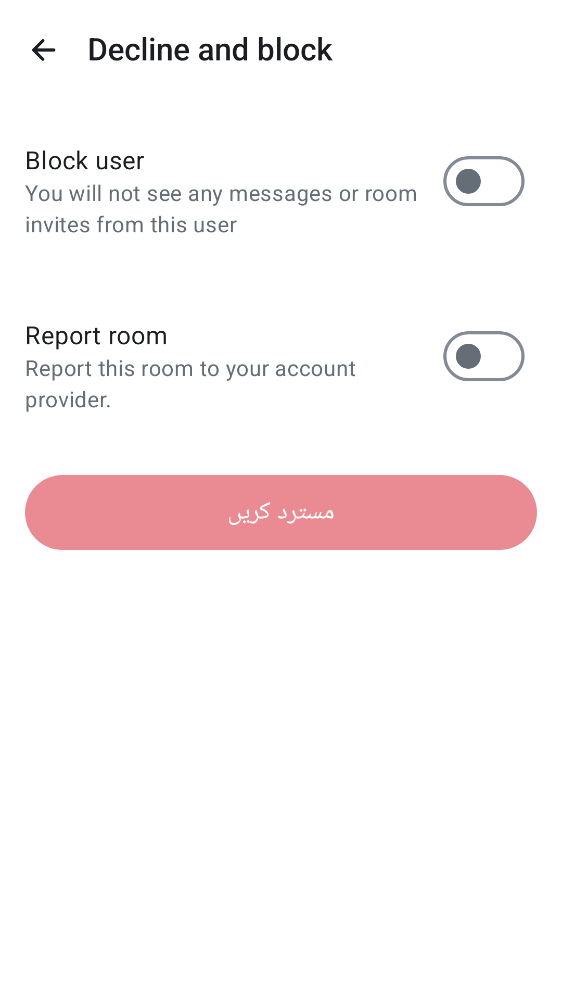 Decline and block
Block user
You will not see any messages or room
invites from this user
Report room
Report this room to your account
provider.
مسترد کریں